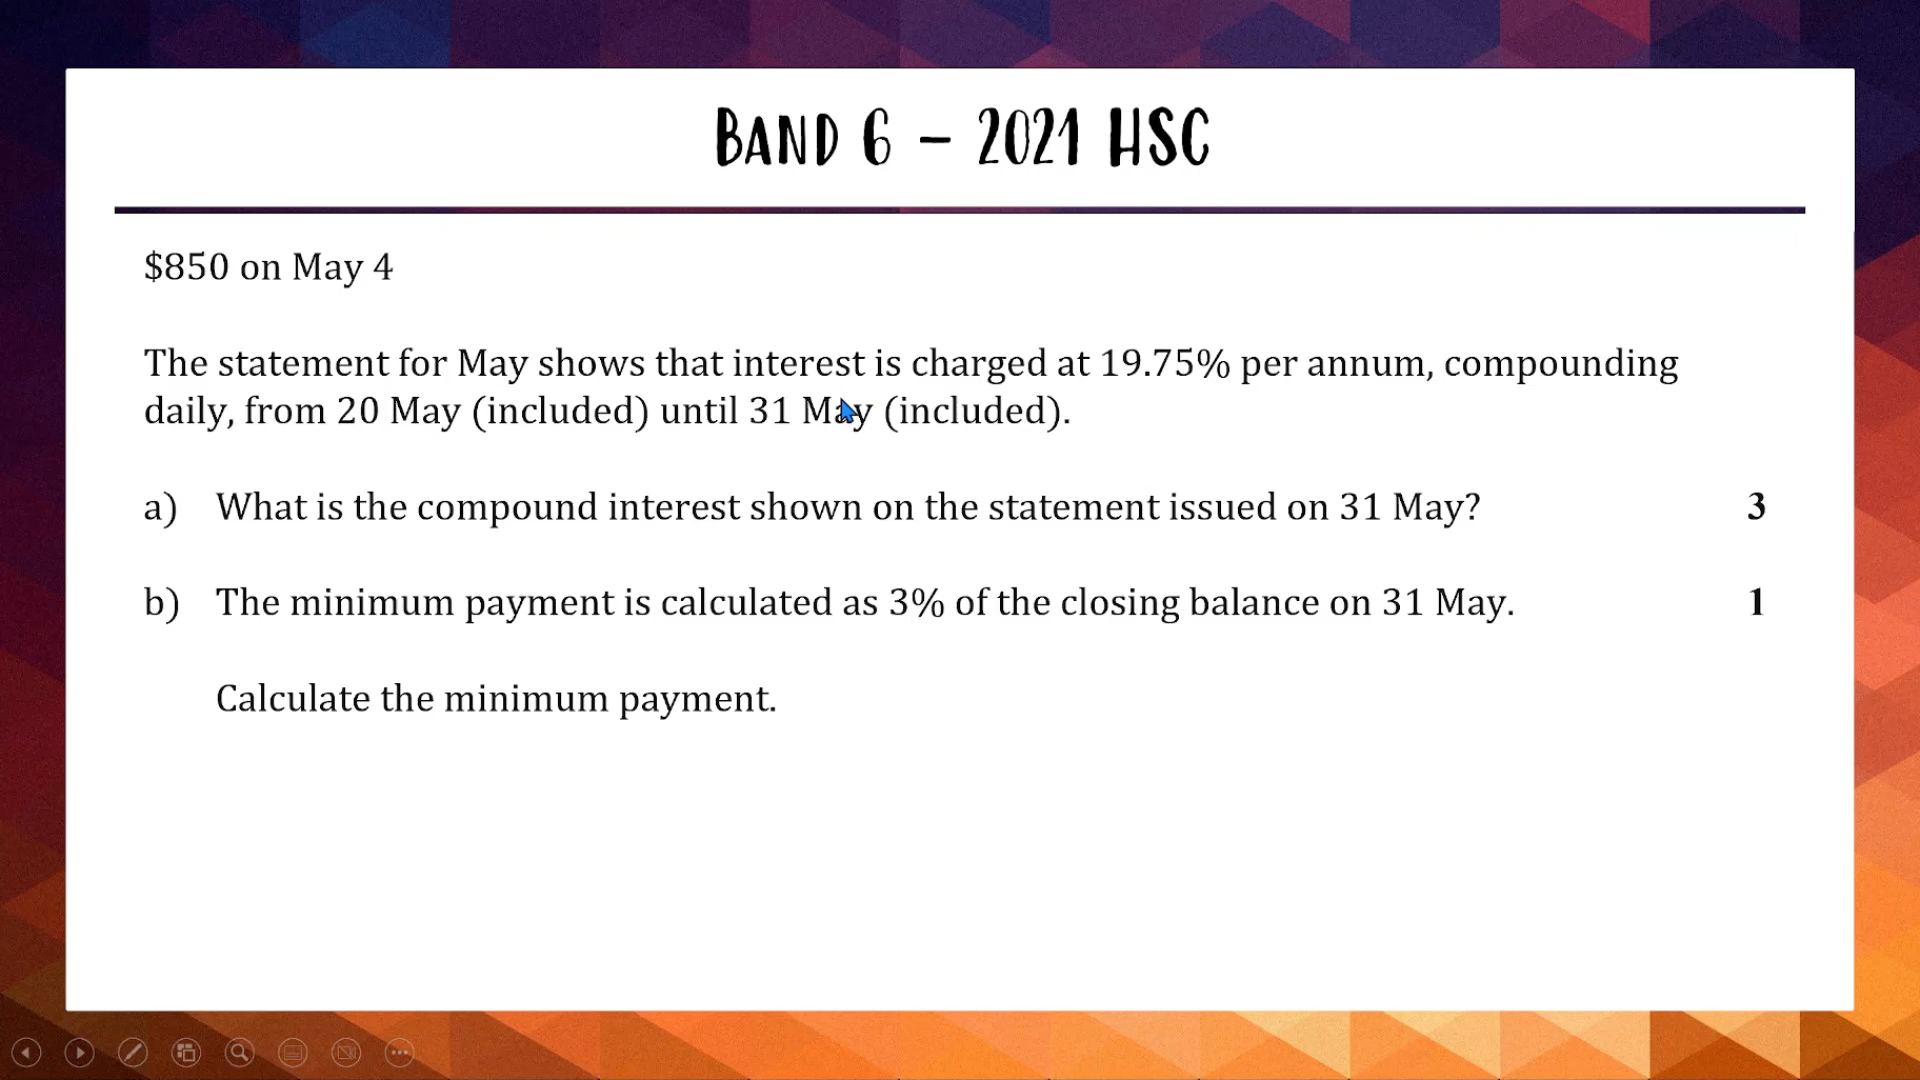 BAND 6 – 2021 HSC
$850 on May 4
The statement for May shows that interest is charged at 19.75% per annum, compounding
daily, from 20 May (included) until 31 May (included).
a) What is the compound interest shown on the statement issued on 31 May? 3
b) The minimum payment is calculated as 3% of the closing balance on 31 May. 1
Calculate the minimum payment.